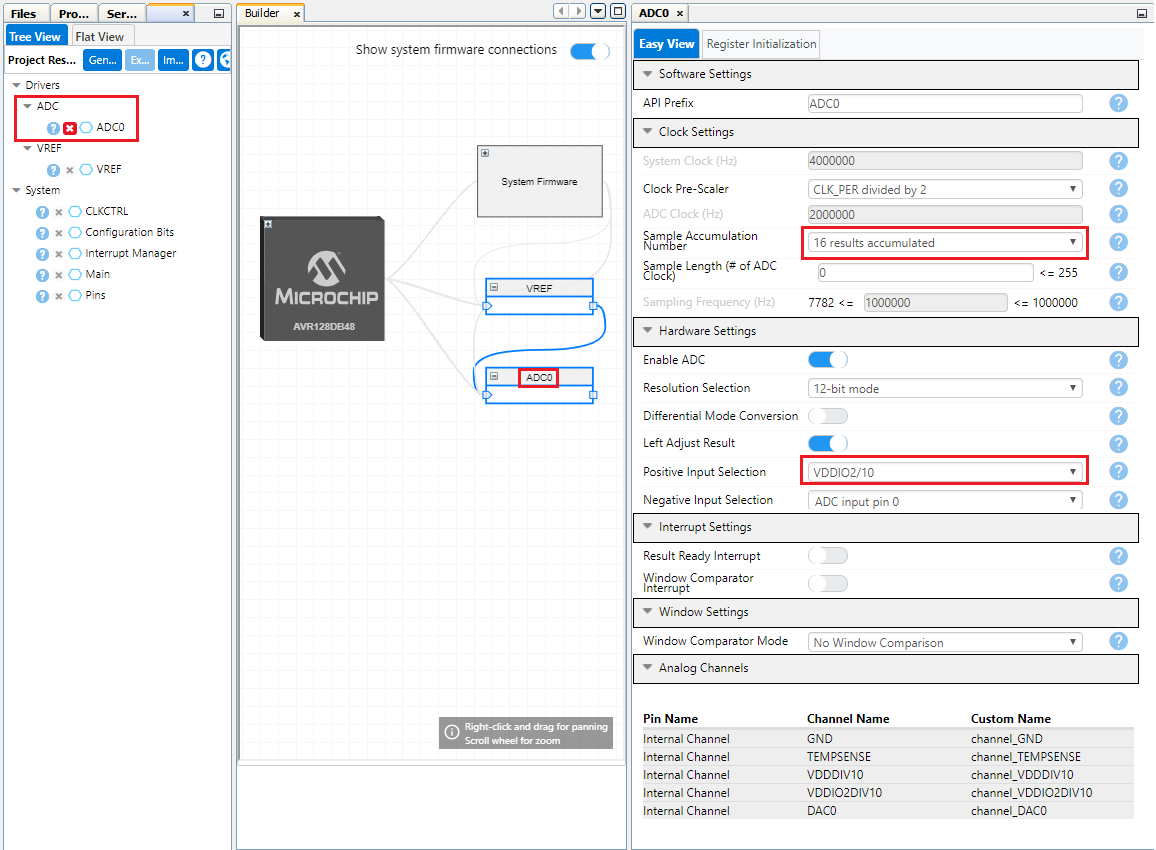 Files Pro... Ser...
Tree View Flat View
Project Res... Gen... Ex... Im... ?
Drivers
ADC
ADC0
VREF
VREF
System
CLKCTRL
Configuration Bits
Interrupt Manager
Main
Pins
Builder
Show system firmware connections
System Firmware
MICROCHIP
AVR128DB48
VREF
ADC0
Right-click and drag for panning
Scroll wheel for zoom
ADC0
Easy View Register Initialization
Software Settings
API Prefix ADC0
Clock Settings
System Clock (Hz) 4000000
Clock Pre-Scaler CLK_PER divided by 2
ADC Clock (Hz) 2000000
Sample Accumulation
Number 16 results accumulated
Sample Length (# of ADC
Clock) 0 <= 255
Sampling Frequency (Hz) 7782 <= 1000000 <= 1000000
Hardware Settings
Enable ADC
Resolution Selection 12-bit mode
Differential Mode Conversion
Left Adjust Result
Positive Input Selection VDDIO2/10
Negative Input Selection ADC input pin 0
Interrupt Settings
Result Ready Interrupt
Window Comparator
Interrupt
Window Settings
Window Comparator Mode No Window Comparison
Analog Channels
Pin Name Channel Name Custom Name
Internal Channel GND channel_GND
Internal Channel TEMPSENSE channel_TEMPSENSE
Internal Channel VDDDIV10 channel_VDDDIV10
Internal Channel VDDIO2DIV10 channel_VDDIO2DIV10
Internal Channel DAC0 channel_DAC0